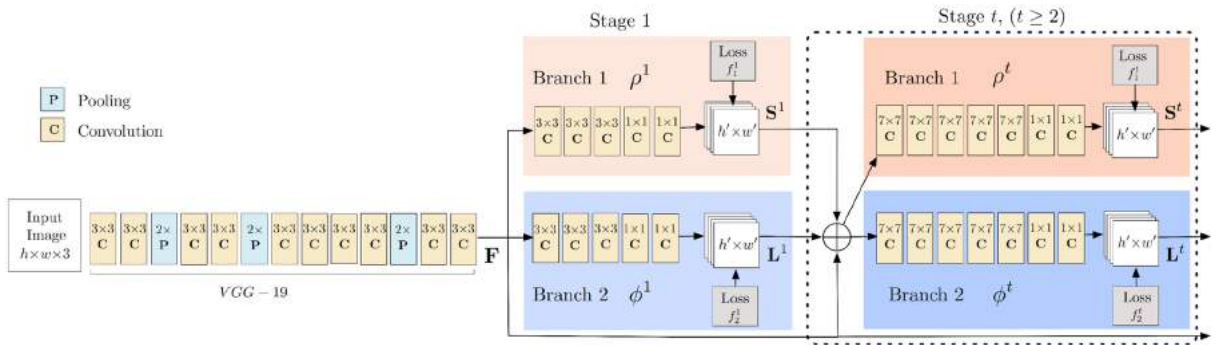 Stage 1
Stage t, (t ≥ 2)
P Pooling
C Convolution
Input
Image
h×w×3
3×3 C
3×3 C
2× P
3×3 C
3×3 C
2× P
3×3 C
3×3 C
3×3 C
3×3 C
2× P
3×3 C
3×3 C
VGG − 19
F
Branch 1 ρ¹
Loss
f₁¹
3×3 C
3×3 C
3×3 C
1×1 C
1×1 C
h′×w′
S¹
3×3 C
3×3 C
3×3 C
1×1 C
1×1 C
h′×w′
L¹
Branch 2 ϕ¹
Loss
f₂¹
Branch 1 ρᵗ
Loss
f₁¹
7×7 C
7×7 C
7×7 C
7×7 C
7×7 C
1×1 C
1×1 C
h′×w′
Sᵗ
7×7 C
7×7 C
7×7 C
7×7 C
7×7 C
1×1 C
1×1 C
h′×w′
Lᵗ
Branch 2 ϕᵗ
Loss
f₂ᵗ